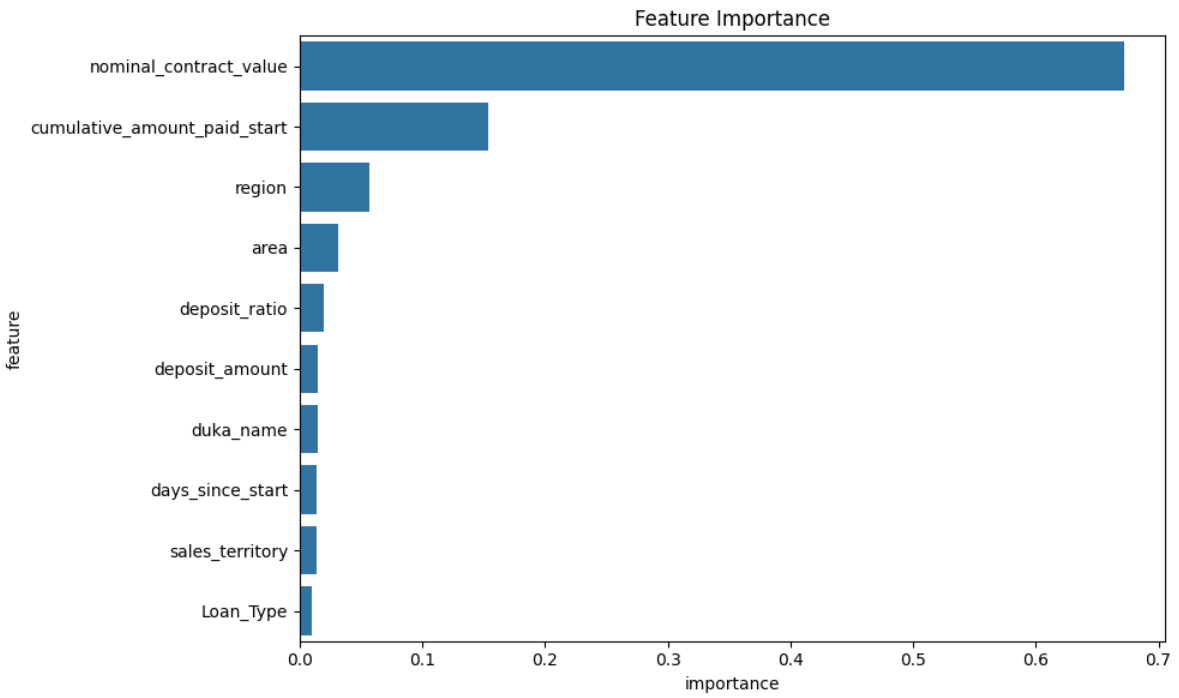 Feature Importance
nominal_contract_value
cumulative_amount_paid_start
region
area
deposit_ratio
deposit_amount
duka_name
days_since_start
sales_territory
Loan_Type
feature
0.0 0.1 0.2 0.3 0.4 0.5 0.6 0.7
importance